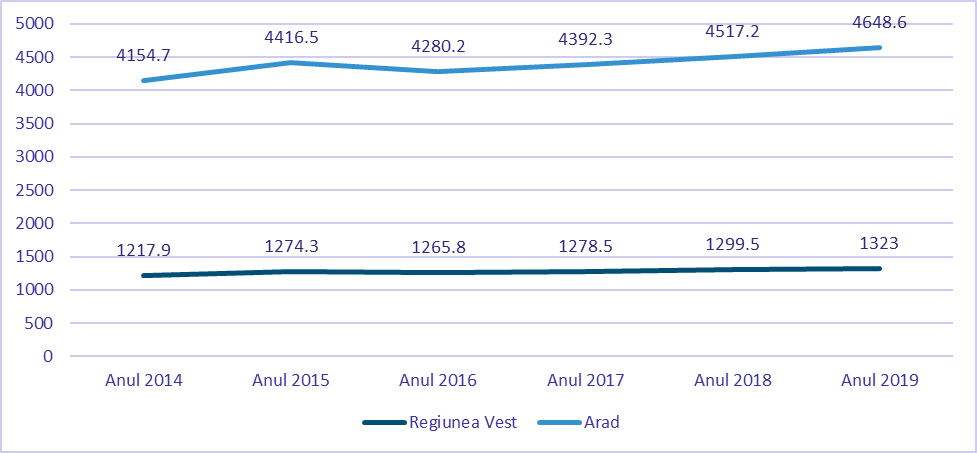 5000
4500
4000
3500
3000
2500
2000
1500
1000
500
0
4154.7
4416.5
4280.2
4392.3
4517.2
4648.6
1217.9
1274.3
1265.8
1278.5
1299.5
1323
Anul 2014
Anul 2015
Anul 2016
Anul 2017
Anul 2018
Anul 2019
Regiunea Vest
Arad